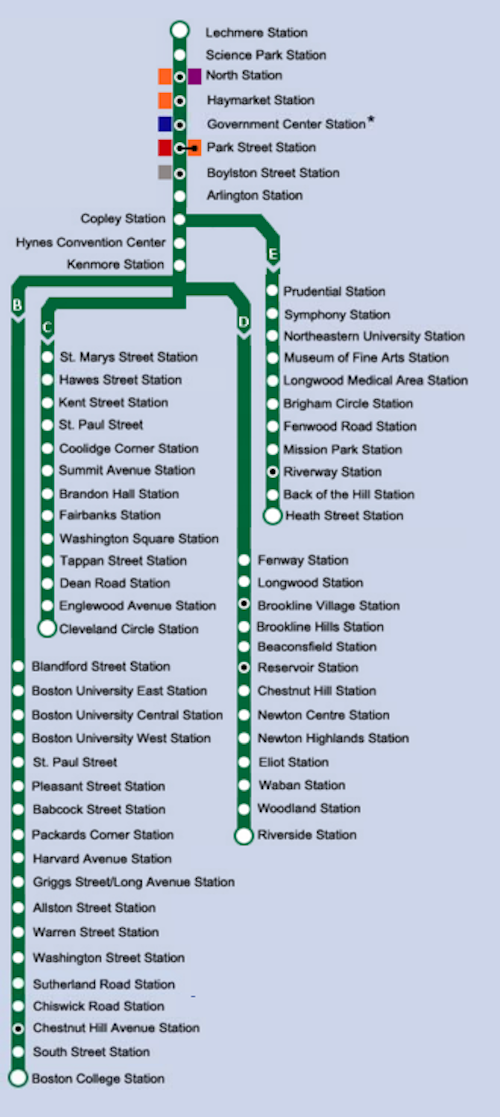 Lechmere Station
Science Park Station
North Station
Haymarket Station
Government Center Station*
Park Street Station
Boylston Street Station
Arlington Station
Copley Station
Hynes Convention Center
Kenmore Station
E
Prudential Station
Symphony Station
Northeastern University Station
Museum of Fine Arts Station
Longwood Medical Area Station
Brigham Circle Station
Fenwood Road Station
Mission Park Station
Riverway Station
Back of the Hill Station
Heath Street Station
B
C
D
St. Marys Street Station
Hawes Street Station
Kent Street Station
St. Paul Street
Coolidge Corner Station
Summit Avenue Station
Brandon Hall Station
Fairbanks Station
Washington Square Station
Tappan Street Station
Dean Road Station
Englewood Avenue Station
Cleveland Circle Station
Fenway Station
Longwood Station
Brookline Village Station
Brookline Hills Station
Beaconsfield Station
Reservoir Station
Chestnut Hill Station
Newton Centre Station
Newton Highlands Station
Eliot Station
Waban Station
Woodland Station
Riverside Station
Blandford Street Station
Boston University East Station
Boston University Central Station
Boston University West Station
St. Paul Street
Pleasant Street Station
Babcock Street Station
Packards Corner Station
Harvard Avenue Station
Griggs Street/Long Avenue Station
Allston Street Station
Warren Street Station
Washington Street Station
Sutherland Road Station
Chiswick Road Station
Chestnut Hill Avenue Station
South Street Station
Boston College Station